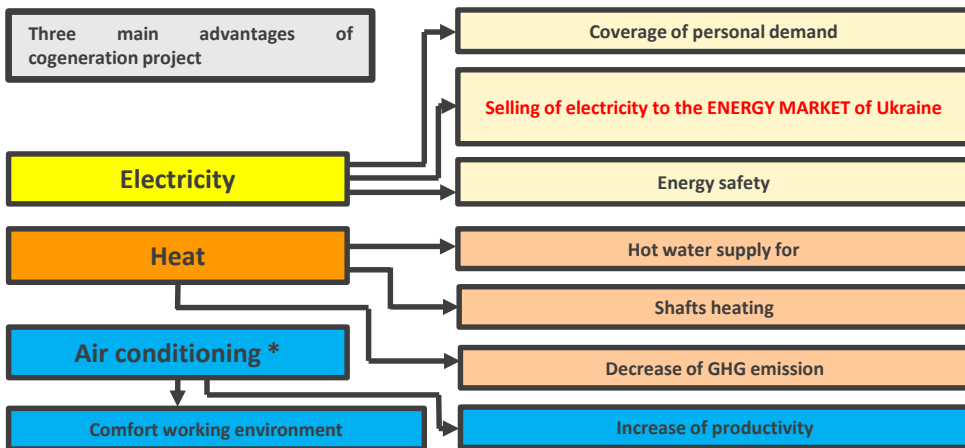 Three main advantages of
cogeneration project
Coverage of personal demand
Selling of electricity to the ENERGY MARKET of Ukraine
Electricity
Energy safety
Heat
Hot water supply for
Shafts heating
Air conditioning *
Decrease of GHG emission
Comfort working environment
Increase of productivity